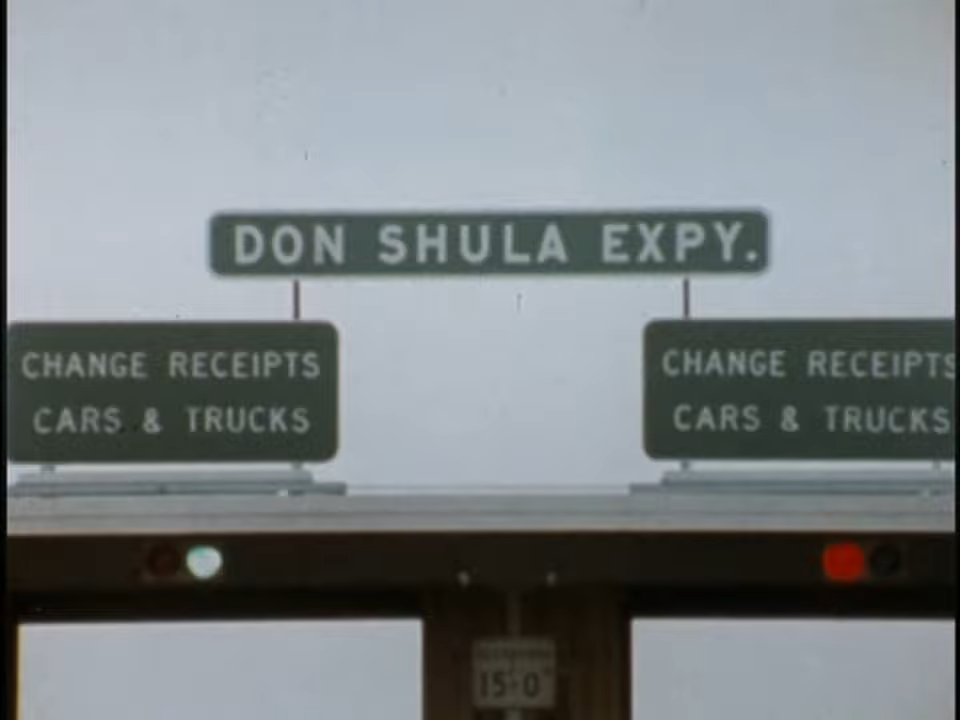 DON SHULA EXPY.
CHANGE RECEIPTS
CARS & TRUCKS
CHANGE RECEIPTS
CARS & TRUCKS
15'-0"